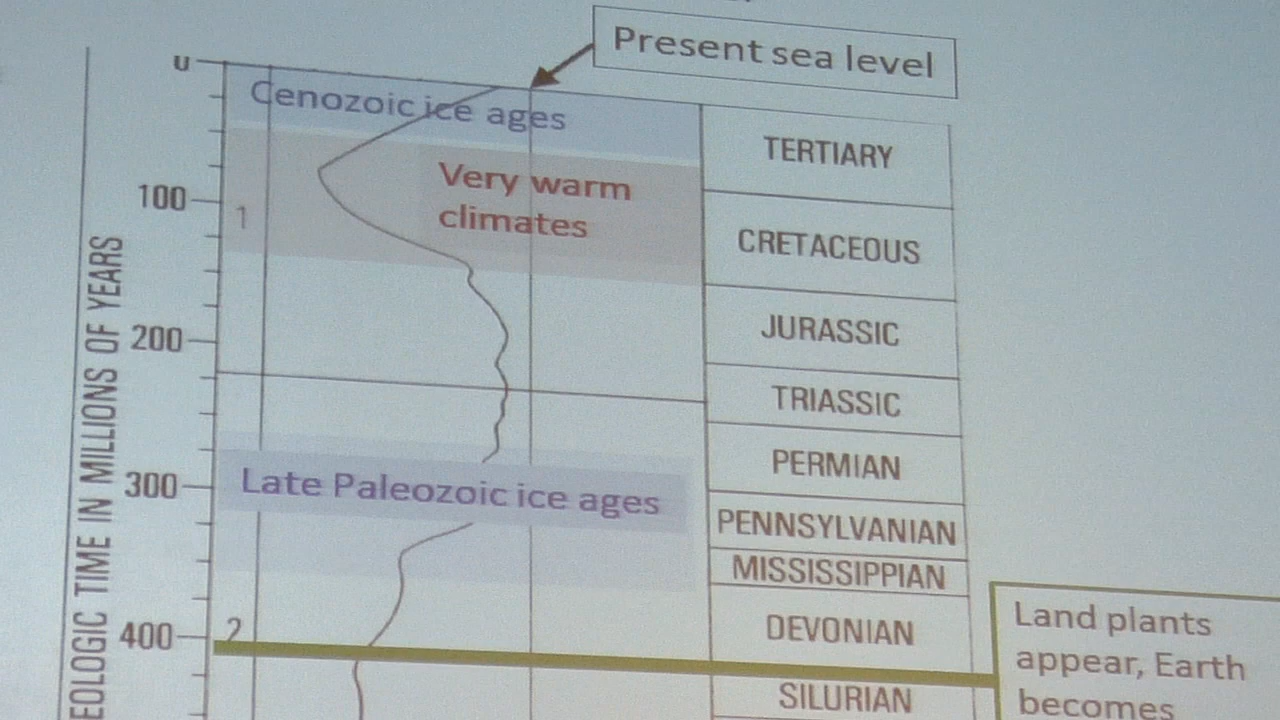 Present sea level
0
Cenozoic ice ages
TERTIARY
Very warm
climates
100
1
CRETACEOUS
JURASSIC
200
TRIASSIC
PERMIAN
Late Paleozoic ice ages
300
PENNSYLVANIAN
MISSISSIPPIAN
DEVONIAN
400
2
SILURIAN
EOLOGIC TIME IN MILLIONS OF YEARS
Land plants
appear, Earth
becomes